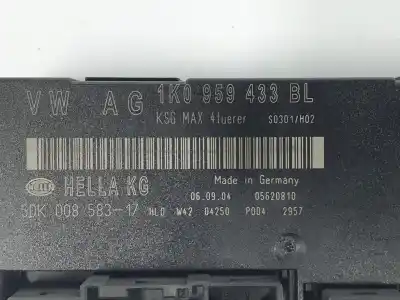 VW AG 1K0 959 433 BL
KSG MAX 4tuerer S0301/H02
HELLA HELLA KG Made in Germany
06.09.04 05620810
5DK 008 583-17 HLO W42 04250 P004 2957